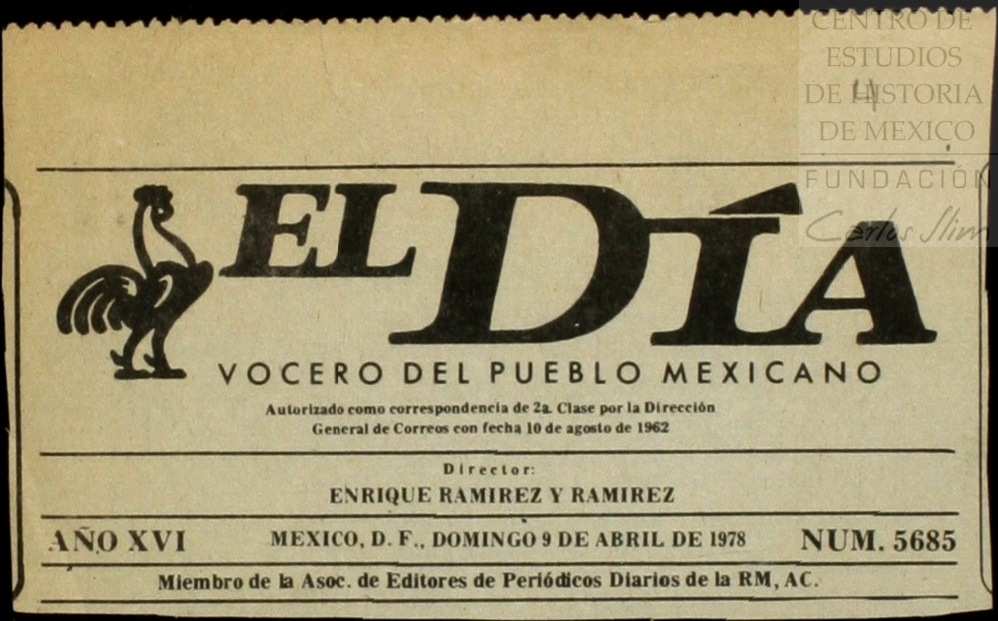 CENTRO DE
ESTUDIOS
DE HISTORIA
DE MEXICO
FUNDACIÓN
Carlos Slim
4
EL DÍA
VOCERO DEL PUEBLO MEXICANO
Autorizado como correspondencia de 2a. Clase por la Dirección
General de Correos con fecha 10 de agosto de 1962
Director:
ENRIQUE RAMIREZ Y RAMIREZ
AÑO XVI MEXICO, D. F., DOMINGO 9 DE ABRIL DE 1978 NUM. 5685
Miembro de la Asoc. de Editores de Periódicos Diarios de la RM, AC.